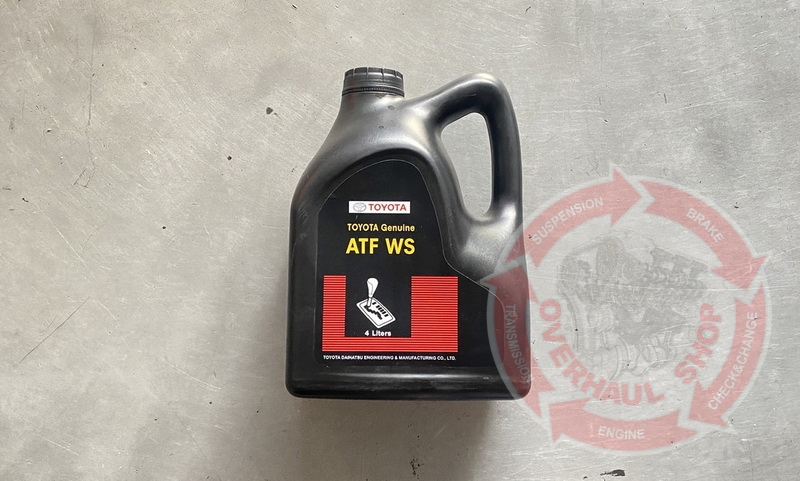 TOYOTA
TOYOTA Genuine
ATF WS
4 Liters
TOYOTA DAIHATSU ENGINEERING & MANUFACTURING CO., LTD.
SUSPENSION
BRAKE
CHECK&CHANGE
ENGINE
TRANSMISSION
OVERHAUL SHOP